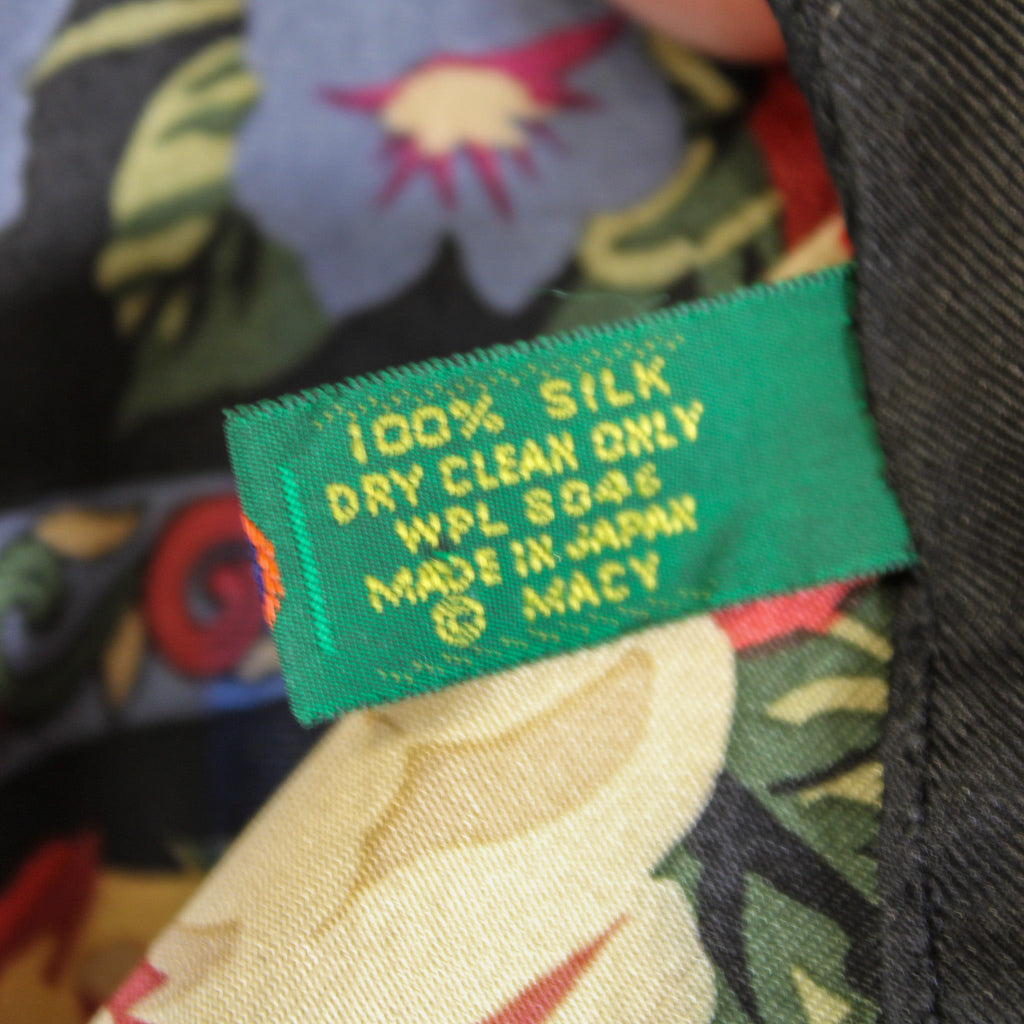 100% SILK
DRY CLEAN ONLY
WPL 8046
MADE IN JAPAN
© MACY